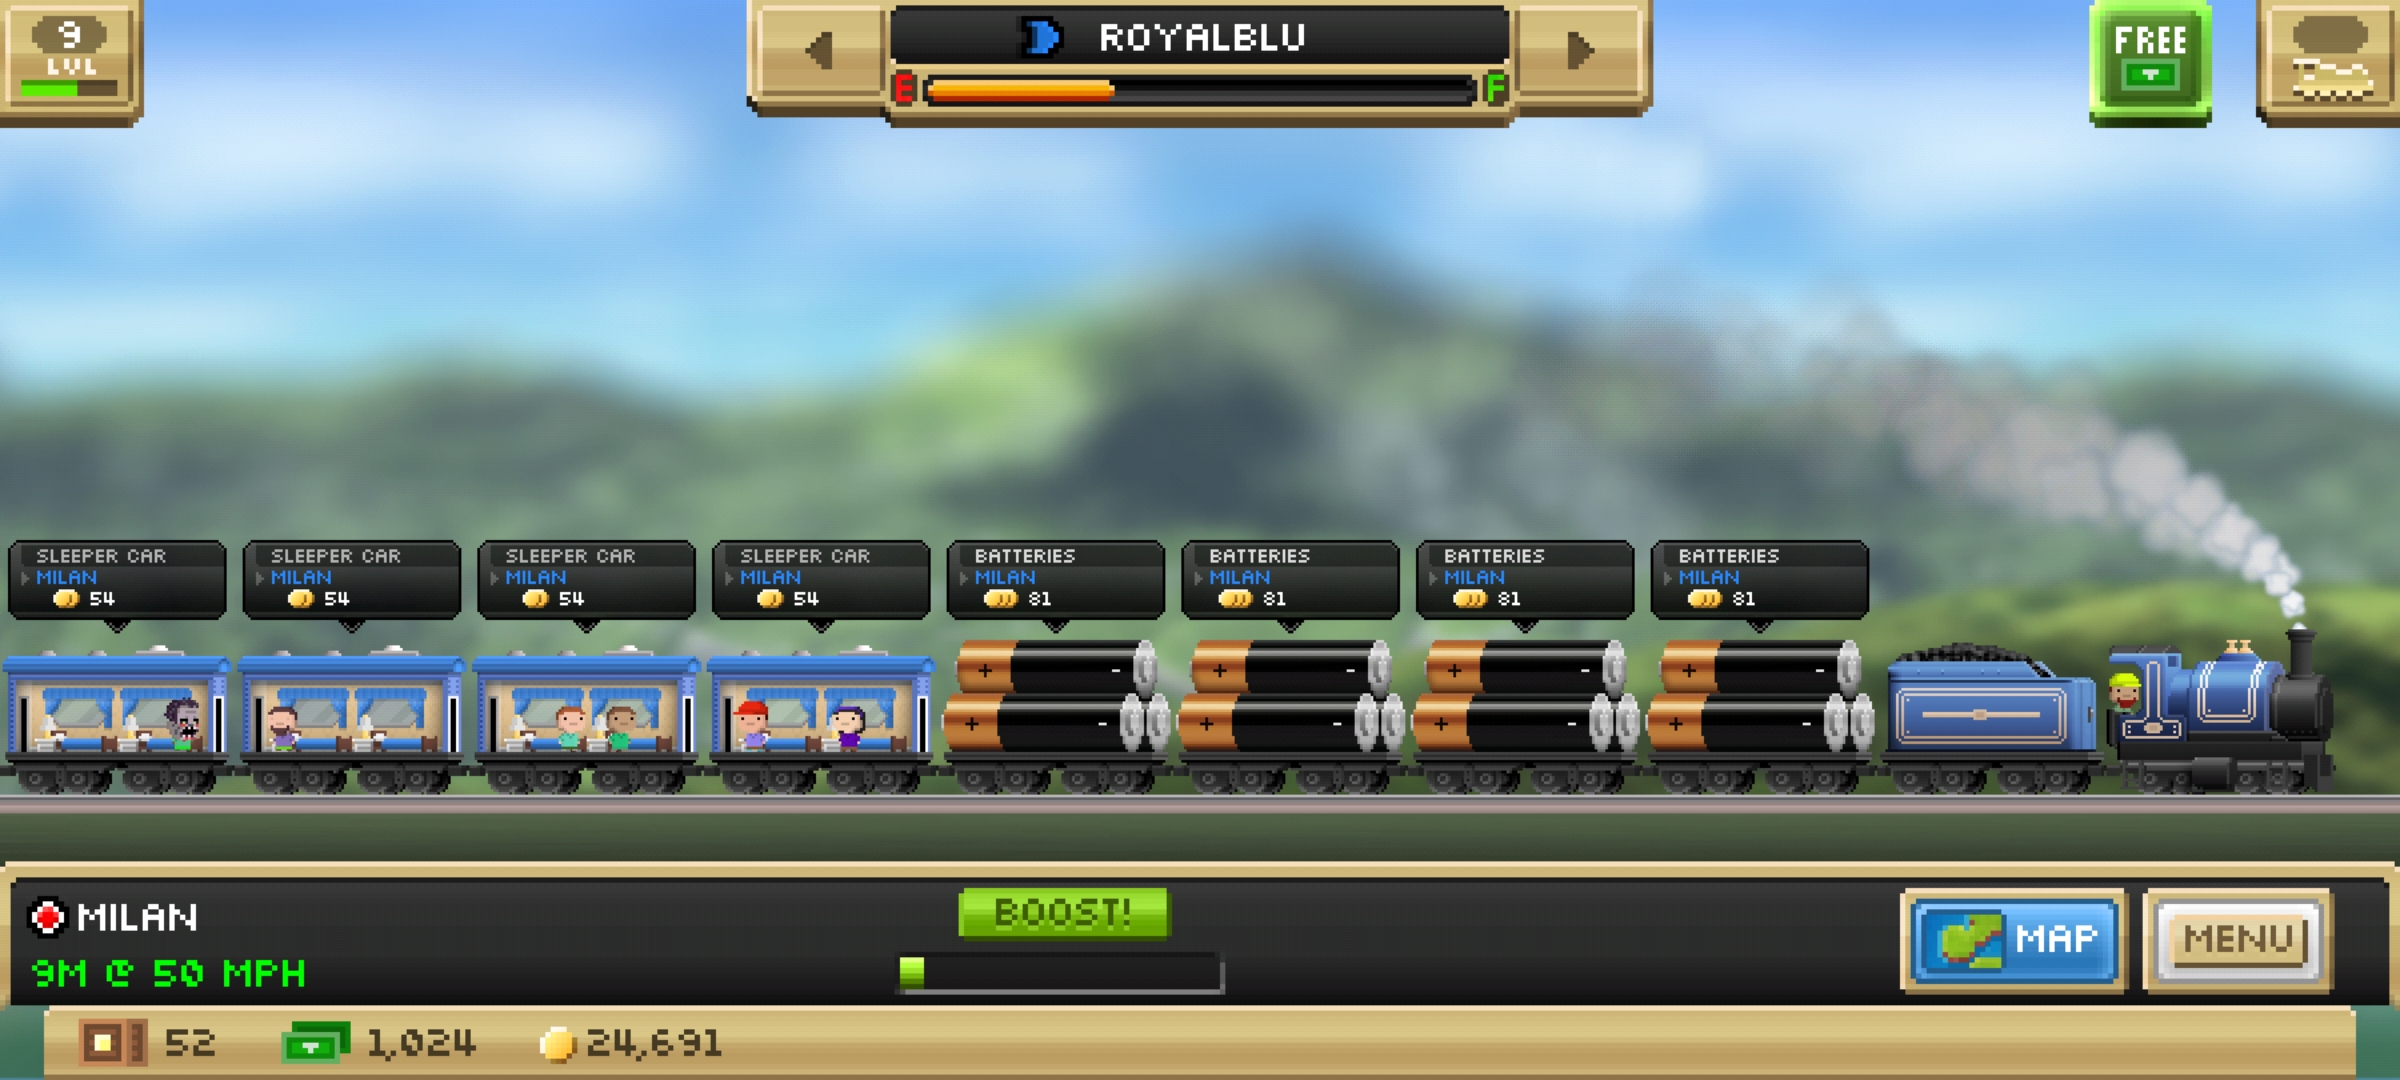 9
LVL
ROYALBLU
E F
FREE
SLEEPER CAR
MILAN
54
SLEEPER CAR
MILAN
54
SLEEPER CAR
MILAN
54
SLEEPER CAR
MILAN
54
BATTERIES
MILAN
81
BATTERIES
MILAN
81
BATTERIES
MILAN
81
BATTERIES
MILAN
81
MILAN
9M @ 50 MPH
BOOST!
MAP
MENU
52 1,024 24,691